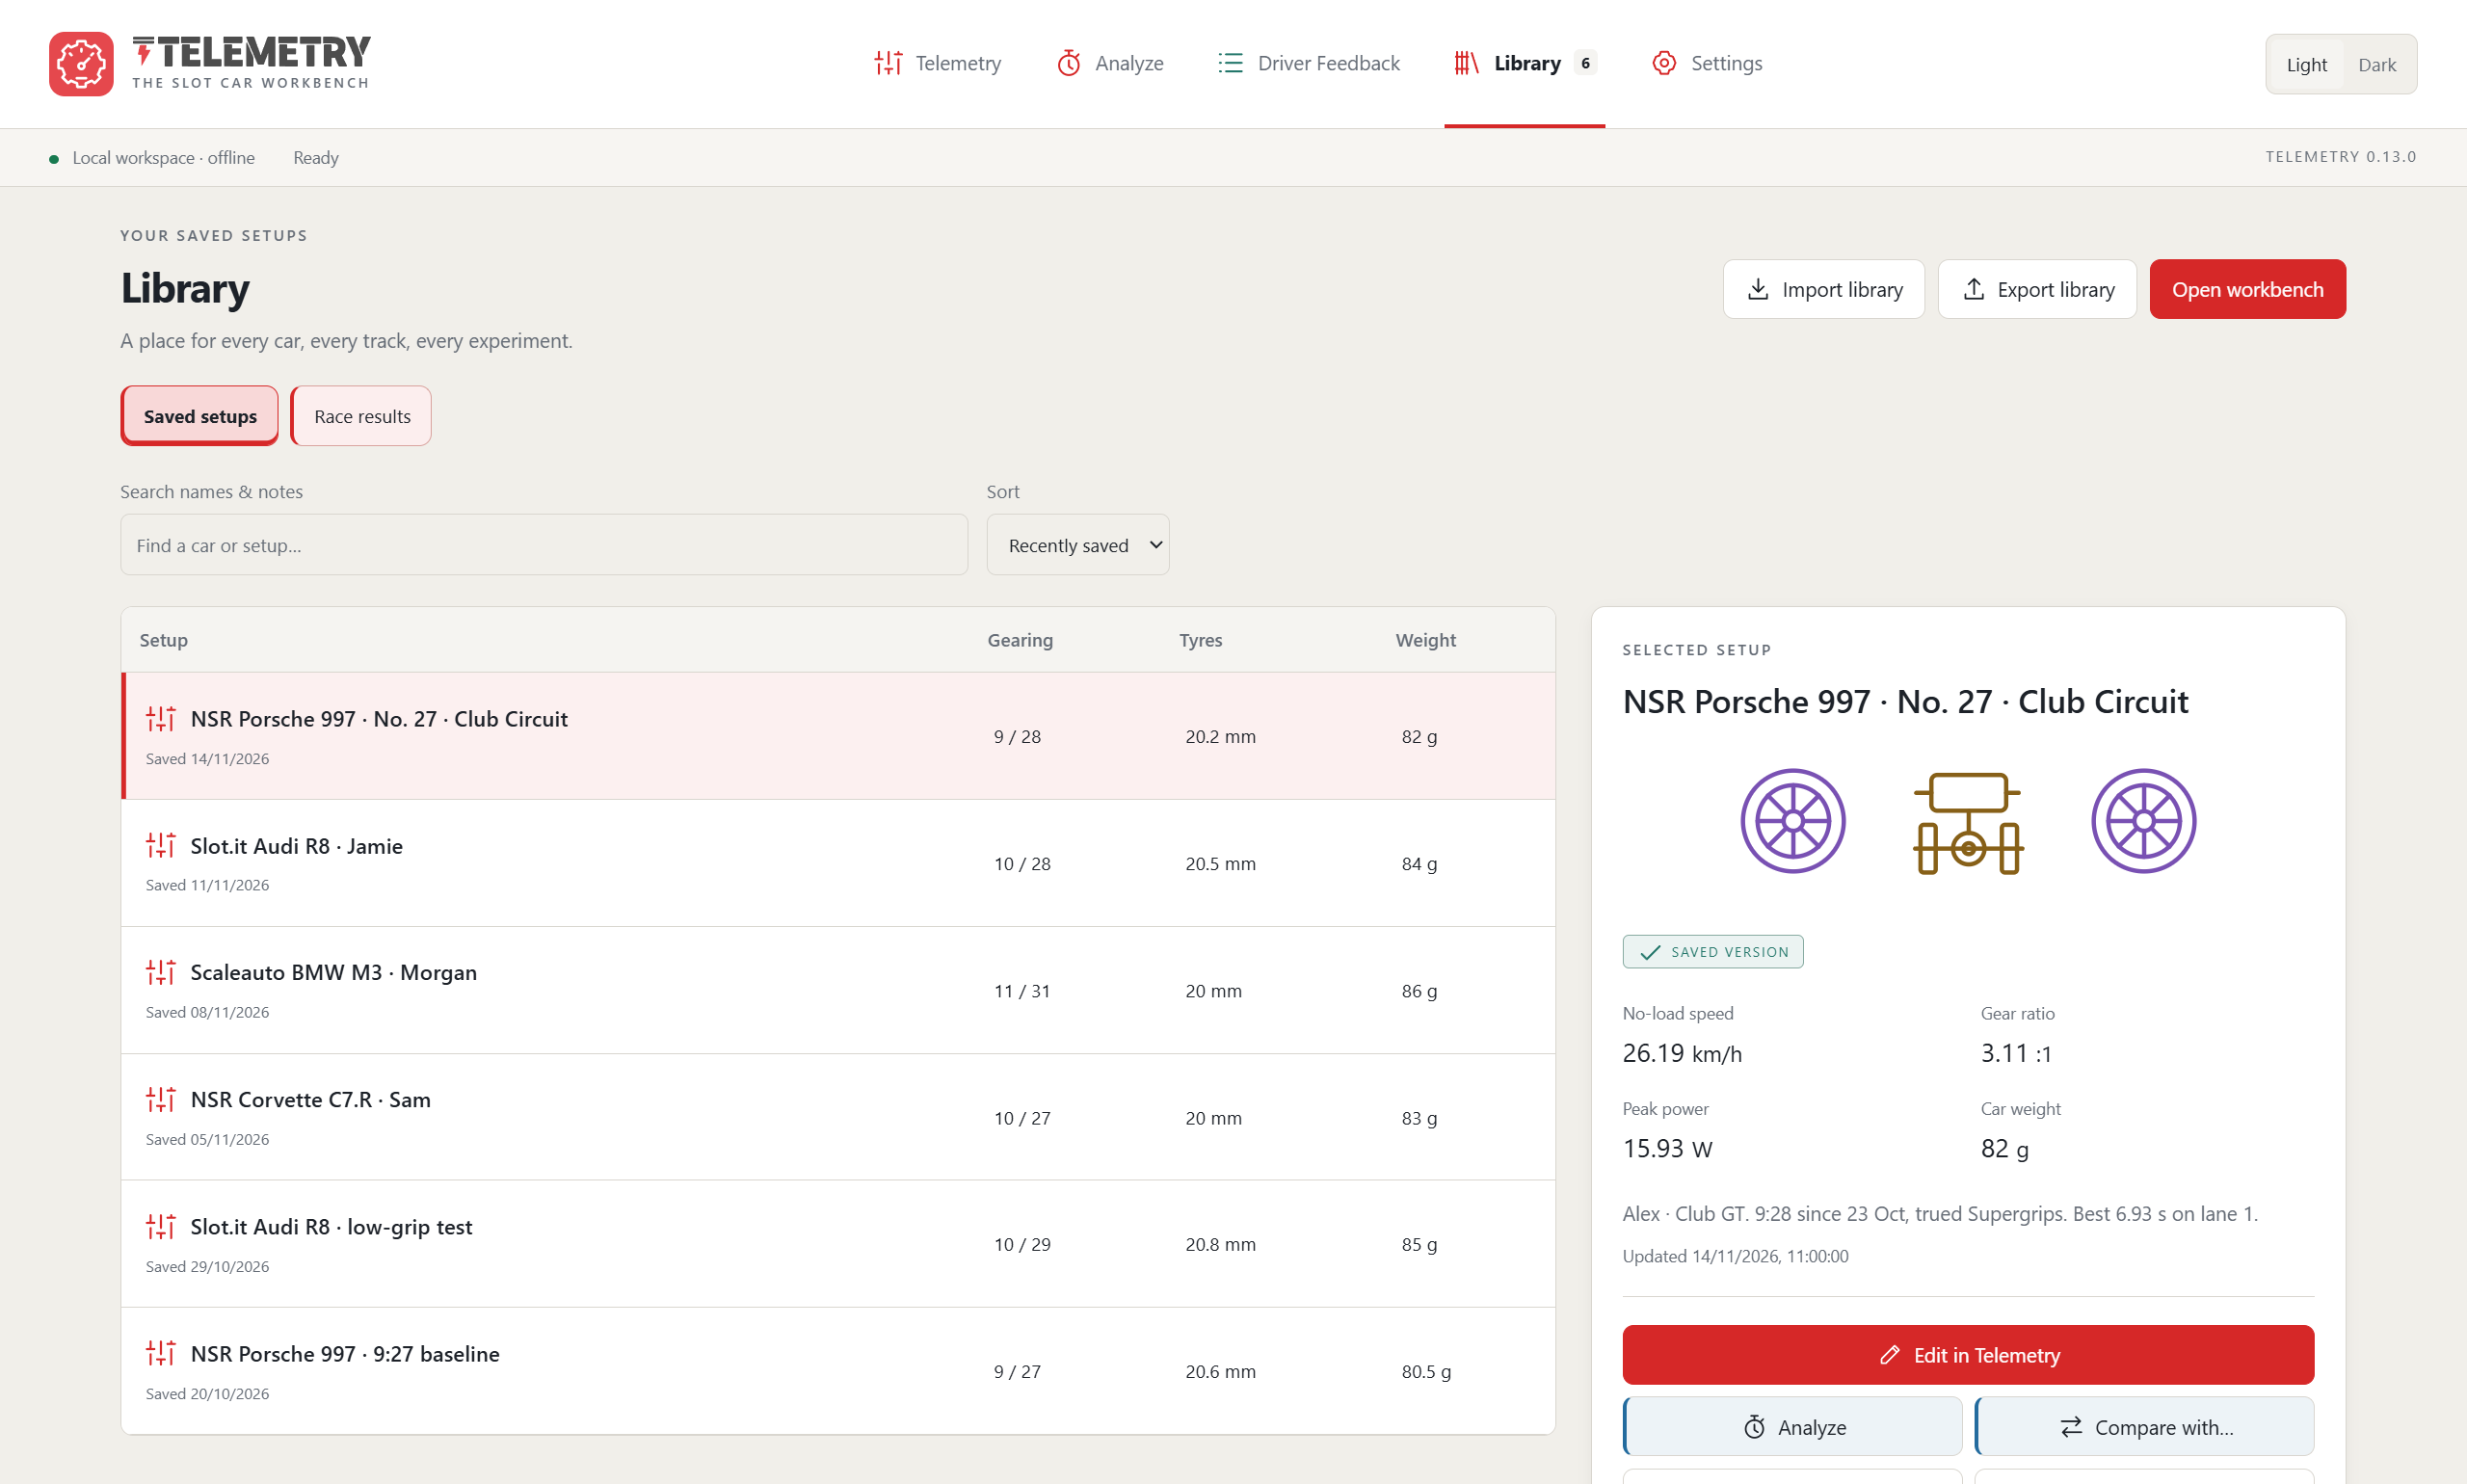 TELEMETRY
THE SLOT CAR WORKBENCH
Telemetry
Analyze
Driver Feedback
Library 6
Settings
Light Dark
Local workspace · offline Ready
TELEMETRY 0.13.0
YOUR SAVED SETUPS
Library
A place for every car, every track, every experiment.
Import library
Export library
Open workbench
Saved setups
Race results
Search names & notes
Find a car or setup...
Sort
Recently saved
Setup Gearing Tyres Weight
NSR Porsche 997 · No. 27 · Club Circuit
Saved 14/11/2026
9 / 28 20.2 mm 82 g
Slot.it Audi R8 · Jamie
Saved 11/11/2026
10 / 28 20.5 mm 84 g
Scaleauto BMW M3 · Morgan
Saved 08/11/2026
11 / 31 20 mm 86 g
NSR Corvette C7.R · Sam
Saved 05/11/2026
10 / 27 20 mm 83 g
Slot.it Audi R8 · low-grip test
Saved 29/10/2026
10 / 29 20.8 mm 85 g
NSR Porsche 997 · 9:27 baseline
Saved 20/10/2026
9 / 27 20.6 mm 80.5 g
SELECTED SETUP
NSR Porsche 997 · No. 27 · Club Circuit
SAVED VERSION
No-load speed
26.19 km/h
Gear ratio
3.11 :1
Peak power
15.93 W
Car weight
82 g
Alex · Club GT. 9:28 since 23 Oct, trued Supergrips. Best 6.93 s on lane 1.
Updated 14/11/2026, 11:00:00
Edit in Telemetry
Analyze
Compare with...